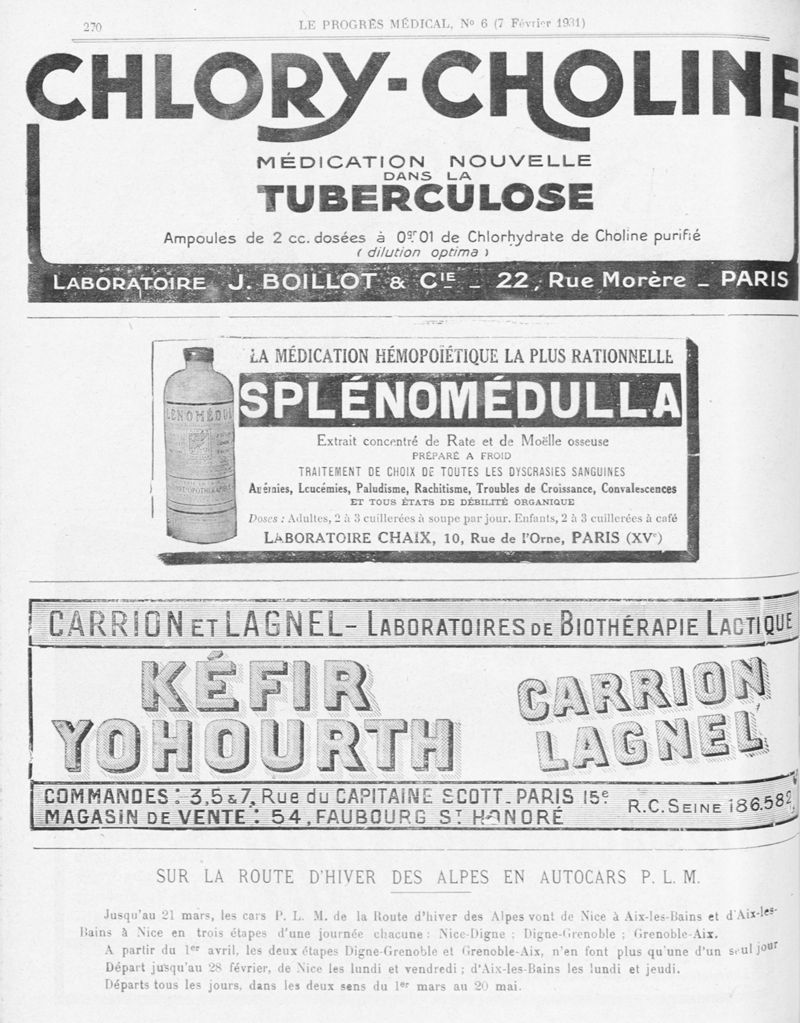 270
LE PROGRÈS MÉDICAL, No 6 (7 Février 1931)
CHLORY-CHOLINE
MÉDICATION NOUVELLE
DANS LA
TUBERCULOSE
Ampoules de 2 cc. dosées à 0gr01 de Chlorhydrate de Choline purifié
(dilution optima)
LABORATOIRE J. BOILLOT & CIE _ 22, Rue Morère _ PARIS
LA MÉDICATION HÉMOPOÏÉTIQUE LA PLUS RATIONNELLE
LÉNOMÉDUL
SPLÉNOMÉDULLA
Extrait concentré de Rate et de Moëlle osseuse
PRÉPARÉ A FROID
TRAITEMENT DE CHOIX DE TOUTES LES DYSCRASIES SANGUINES
Anémies, Leucémies, Paludisme, Rachitisme, Troubles de Croissance, Convalescences
ET TOUS ÉTATS DE DÉBILITÉ ORGANIQUE
Doses : Adultes, 2 à 3 cuillerées à soupe par jour. Enfants, 2 à 3 cuillerées à café
LABORATOIRE CHAIX, 10, Rue de l'Orne, PARIS (XVe)
CARRION ET LAGNEL – LABORATOIRES DE BIOTHÉRAPIE LACTIQUE
KÉFIR
YOHOURTH
CARRION
LAGNEL
COMMANDES : 3,5&7, Rue du CAPITAINE SCOTT_PARIS 15e
MAGASIN DE VENTE : 54, FAUBOURG ST HONORÉ
R.C. SEINE 186.582
SUR LA ROUTE D'HIVER DES ALPES EN AUTOCARS P. L. M.
Jusqu'au 21 mars, les cars P. L. M. de la Route d'hiver des Alpes vont de Nice à Aix-les-Bains et d'Aix-les-
Bains à Nice en trois étapes d'une journée chacune : Nice-Digne ; Digne-Grenoble ; Grenoble-Aix.
A partir du 1er avril, les deux étapes Digne-Grenoble et Grenoble-Aix, n'en font plus qu'une d'un seul jour
Départ jusqu'au 28 février, de Nice les lundi et vendredi ; d'Aix-les-Bains les lundi et jeudi.
Départs tous les jours, dans les deux sens du 1er mars au 20 mai.